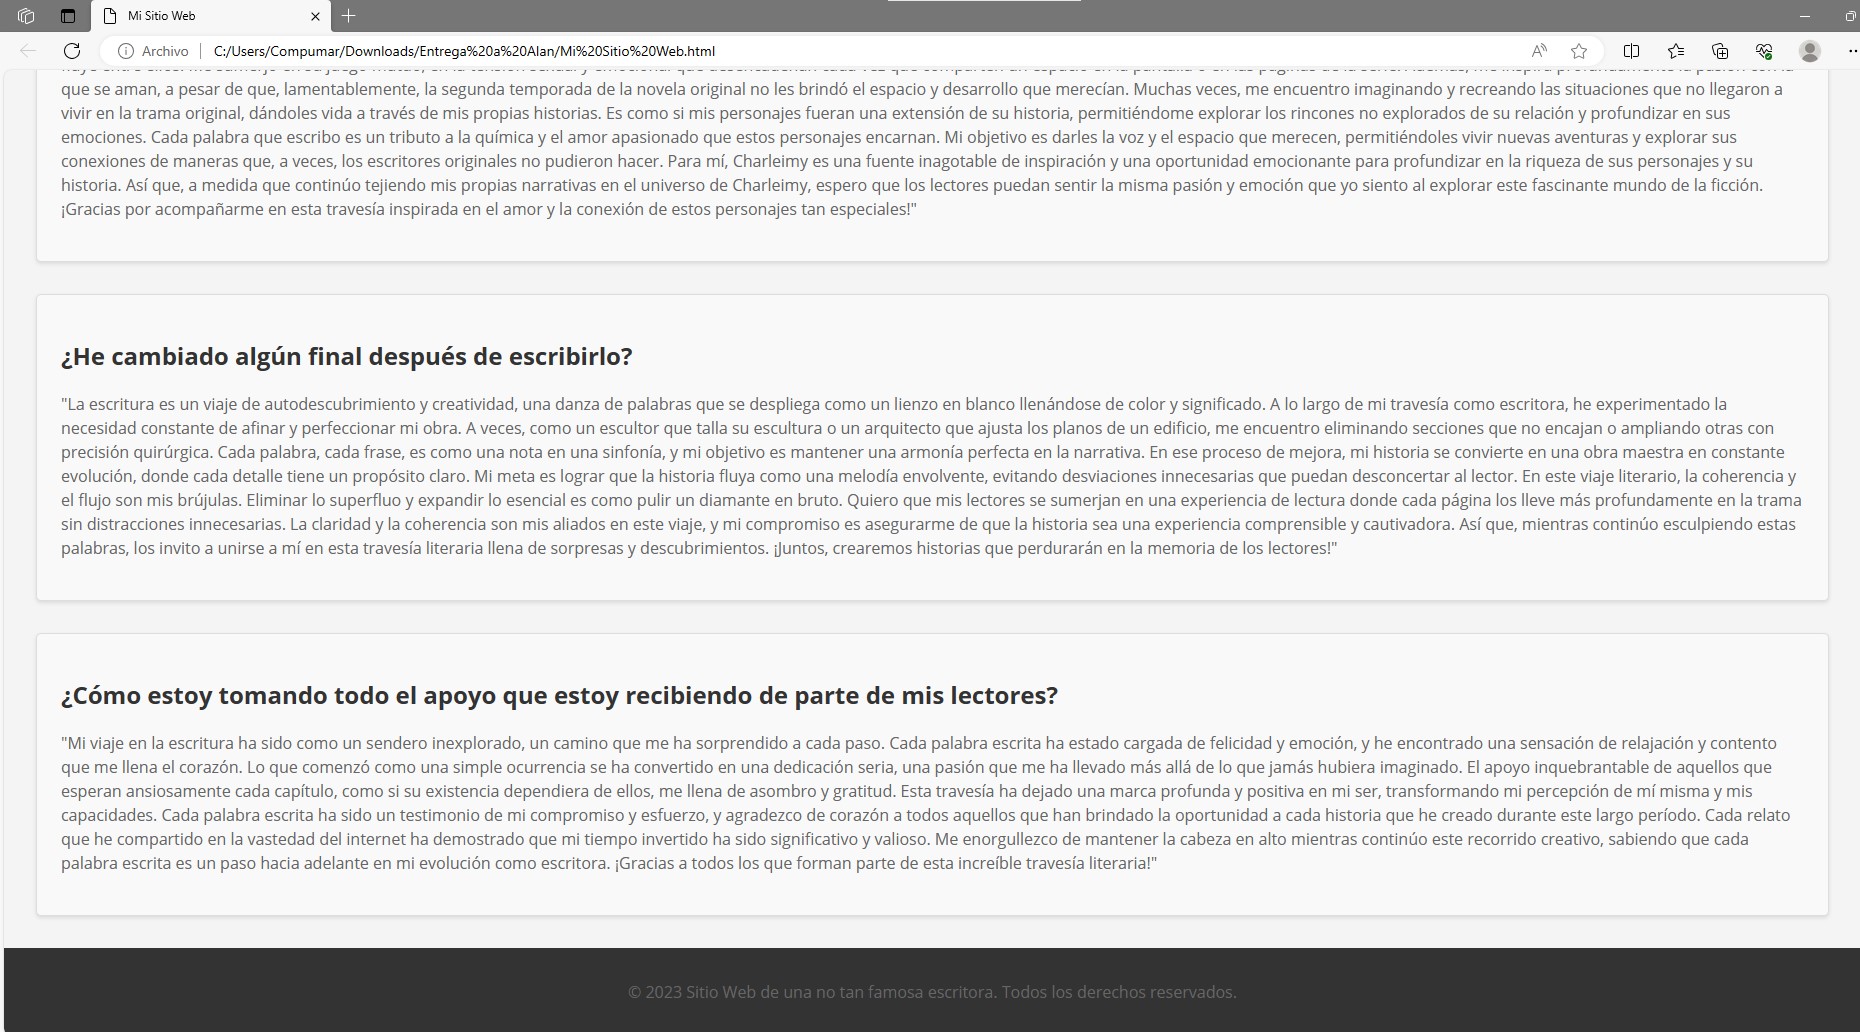 Mi Sitio Web
Archivo
C:/Users/Compumar/Downloads/Entrega%20a%20Alan/Mi%20Sitio%20Web.html
que se aman, a pesar de que, lamentablemente, la segunda temporada de la novela original no les brindó el espacio y desarrollo que merecían. Muchas veces, me encuentro imaginando y recreando las situaciones que no llegaron a
vivir en la trama original, dándoles vida a través de mis propias historias. Es como si mis personajes fueran una extensión de su historia, permitiéndome explorar los rincones no explorados de su relación y profundizar en sus
emociones. Cada palabra que escribo es un tributo a la química y el amor apasionado que estos personajes encarnan. Mi objetivo es darles la voz y el espacio que merecen, permitiéndoles vivir nuevas aventuras y explorar sus
conexiones de maneras que, a veces, los escritores originales no pudieron hacer. Para mí, Charleimy es una fuente inagotable de inspiración y una oportunidad emocionante para profundizar en la riqueza de sus personajes y su
historia. Así que, a medida que continúo tejiendo mis propias narrativas en el universo de Charleimy, espero que los lectores puedan sentir la misma pasión y emoción que yo siento al explorar este fascinante mundo de la ficción.
¡Gracias por acompañarme en esta travesía inspirada en el amor y la conexión de estos personajes tan especiales!"
¿He cambiado algún final después de escribirlo?
"La escritura es un viaje de autodescubrimiento y creatividad, una danza de palabras que se despliega como un lienzo en blanco llenándose de color y significado. A lo largo de mi travesía como escritora, he experimentado la
necesidad constante de afinar y perfeccionar mi obra. A veces, como un escultor que talla su escultura o un arquitecto que ajusta los planos de un edificio, me encuentro eliminando secciones que no encajan o ampliando otras con
precisión quirúrgica. Cada palabra, cada frase, es como una nota en una sinfonía, y mi objetivo es mantener una armonía perfecta en la narrativa. En ese proceso de mejora, mi historia se convierte en una obra maestra en constante
evolución, donde cada detalle tiene un propósito claro. Mi meta es lograr que la historia fluya como una melodía envolvente, evitando desviaciones innecesarias que puedan desconcertar al lector. En este viaje literario, la coherencia y
el flujo son mis brújulas. Eliminar lo superfluo y expandir lo esencial es como pulir un diamante en bruto. Quiero que mis lectores se sumerjan en una experiencia de lectura donde cada página los lleve más profundamente en la trama
sin distracciones innecesarias. La claridad y la coherencia son mis aliados en este viaje, y mi compromiso es asegurarme de que la historia sea una experiencia comprensible y cautivadora. Así que, mientras continúo esculpiendo estas
palabras, los invito a unirse a mí en esta travesía literaria llena de sorpresas y descubrimientos. ¡Juntos, crearemos historias que perdurarán en la memoria de los lectores!"
¿Cómo estoy tomando todo el apoyo que estoy recibiendo de parte de mis lectores?
"Mi viaje en la escritura ha sido como un sendero inexplorado, un camino que me ha sorprendido a cada paso. Cada palabra escrita ha estado cargada de felicidad y emoción, y he encontrado una sensación de relajación y contento
que me llena el corazón. Lo que comenzó como una simple ocurrencia se ha convertido en una dedicación seria, una pasión que me ha llevado más allá de lo que jamás hubiera imaginado. El apoyo inquebrantable de aquellos que
esperan ansiosamente cada capítulo, como si su existencia dependiera de ellos, me llena de asombro y gratitud. Esta travesía ha dejado una marca profunda y positiva en mi ser, transformando mi percepción de mí misma y mis
capacidades. Cada palabra escrita ha sido un testimonio de mi compromiso y esfuerzo, y agradezco de corazón a todos aquellos que han brindado la oportunidad a cada historia que he creado durante este largo período. Cada relato
que he compartido en la vastedad del internet ha demostrado que mi tiempo invertido ha sido significativo y valioso. Me enorgullezco de mantener la cabeza en alto mientras continúo este recorrido creativo, sabiendo que cada
palabra escrita es un paso hacia adelante en mi evolución como escritora. ¡Gracias a todos los que forman parte de esta increíble travesía literaria!"
© 2023 Sitio Web de una no tan famosa escritora. Todos los derechos reservados.